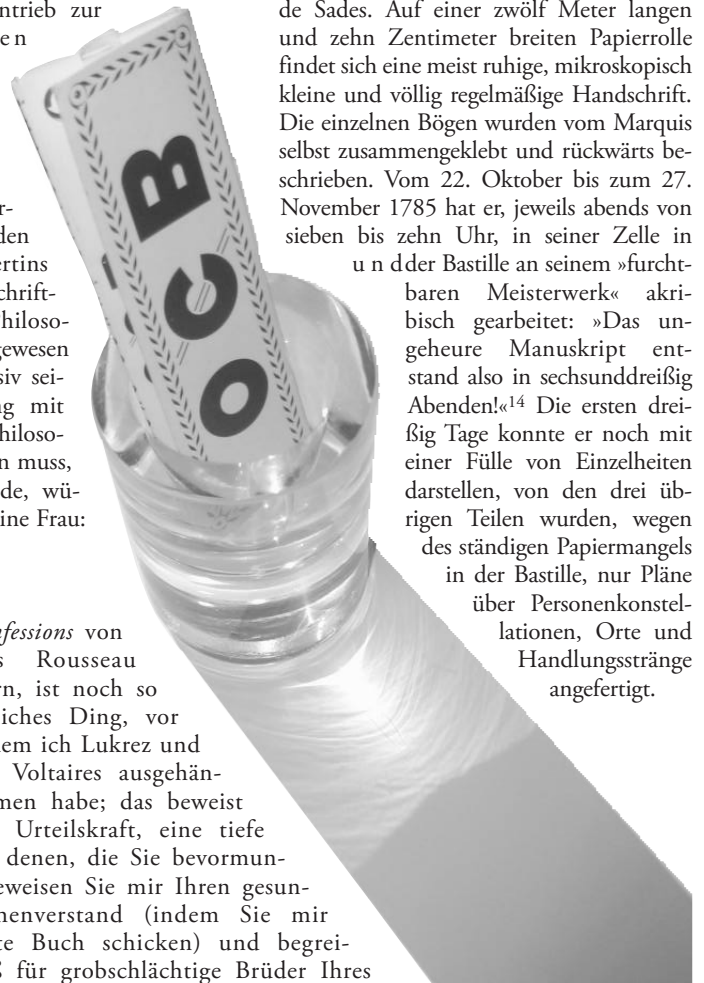 ntrieb zur
en
r-
den
ertins
chrift-
hiloso-
gewesen
siv sei-
g mit
hiloso-
n muss,
de, wü-
ine Frau:
nfessions von
s Rousseau
rn, ist noch so
iches Ding, vor
dem ich Lukrez und
Voltaires ausgehän-
men habe; das beweist
Urteilskraft, eine tiefe
denen, die Sie bevormun-
eweisen Sie mir Ihren gesun-
henverstand (indem Sie mir
te Buch schicken) und begrei-
ß für grobschlächtige Brüder Ihres
OCB
de Sades. Auf einer zwölf Meter langen
und zehn Zentimeter breiten Papierrolle
findet sich eine meist ruhige, mikroskopisch
kleine und völlig regelmäßige Handschrift.
Die einzelnen Bögen wurden vom Marquis
selbst zusammengeklebt und rückwärts be-
schrieben. Vom 22. Oktober bis zum 27.
November 1785 hat er, jeweils abends von
sieben bis zehn Uhr, in seiner Zelle in
u n d der Bastille an seinem »furcht-
baren Meisterwerk« akri-
bisch gearbeitet: »Das un-
geheure Manuskript ent-
stand also in sechsunddreißig
Abenden!«14 Die ersten drei-
ßig Tage konnte er noch mit
einer Fülle von Einzelheiten
darstellen, von den drei üb-
rigen Teilen wurden, wegen
des ständigen Papiermangels
in der Bastille, nur Pläne
über Personenkonstel-
lationen, Orte und
Handlungsstränge
angefertigt.